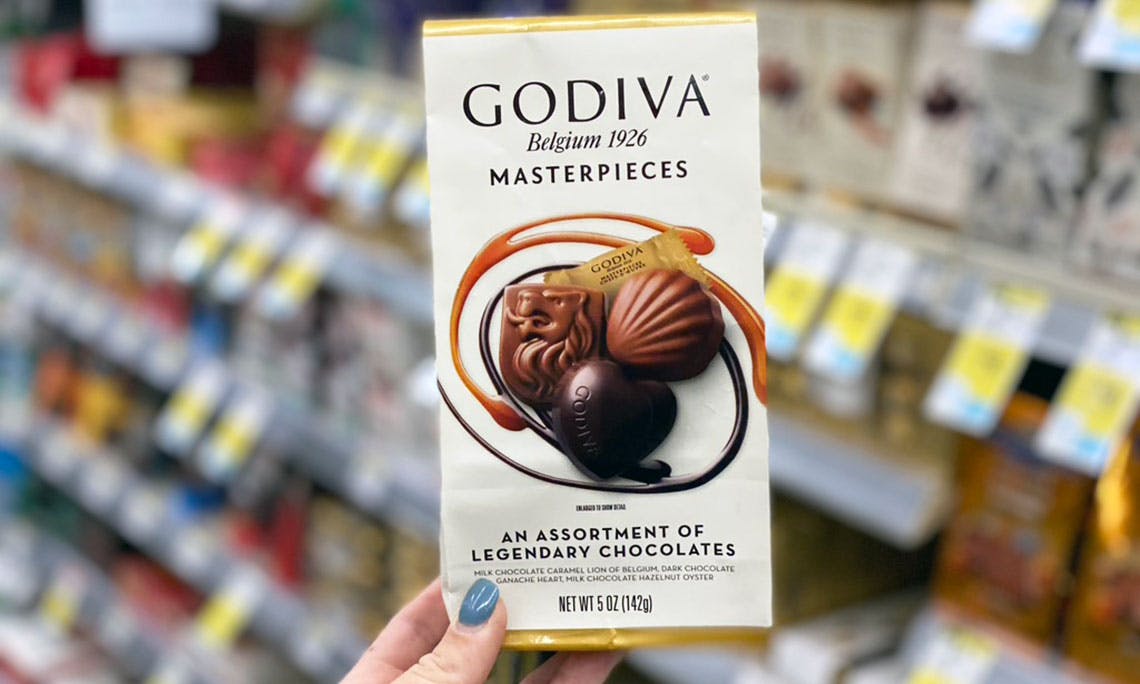 GODIVA®
Belgium 1926
MASTERPIECES
GODIVA
GODIVA
ENLARGED TO SHOW DETAIL
AN ASSORTMENT OF
LEGENDARY CHOCOLATES
MILK CHOCOLATE CARAMEL LION OF BELGIUM, DARK CHOCOLATE
GANACHE HEART, MILK CHOCOLATE HAZELNUT OYSTER
NET WT 5 OZ (142g)